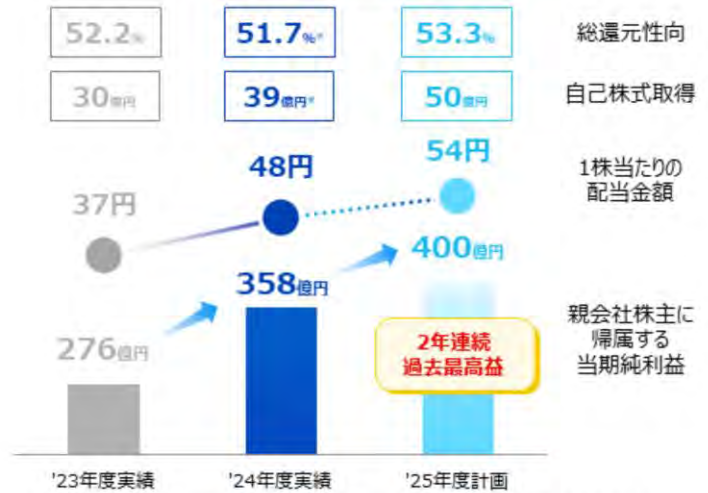 52.2% 51.7%* 53.3% 総還元性向
30億円 39億円* 50億円 自己株式取得
37円 48円 54円 1株当たりの
配当金額
276億円 358億円 400億円 親会社株主に
帰属する
当期純利益
2年連続
過去最高益
'23年度実績 '24年度実績 '25年度計画